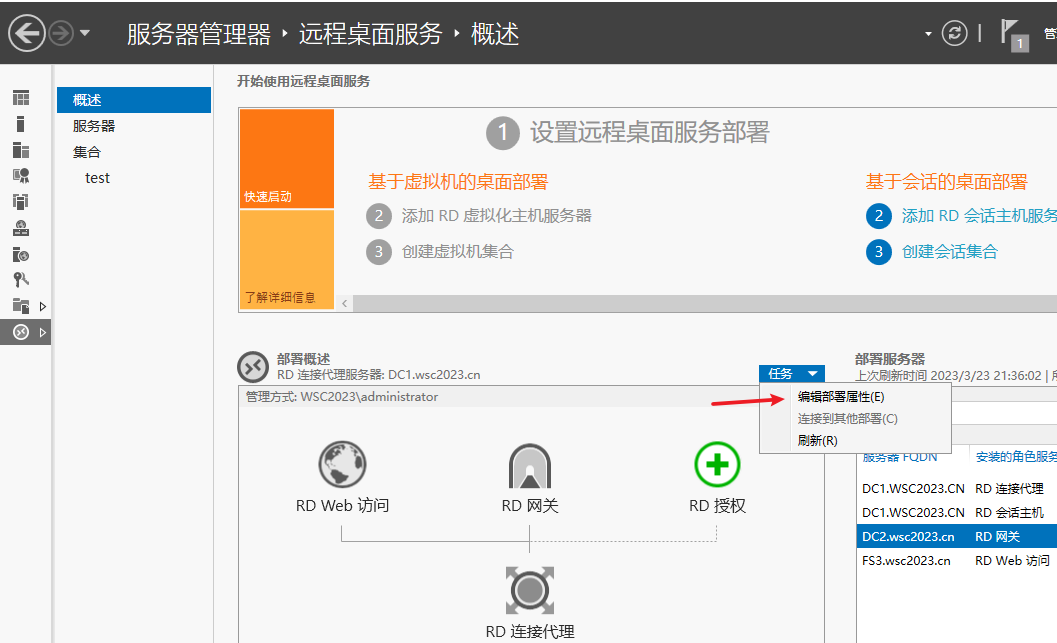 服务器管理器 ‣ 远程桌面服务 ‣ 概述
1
管
概述
服务器
集合
test
开始使用远程桌面服务
快速启动
了解详细信息
1 设置远程桌面服务部署
基于虚拟机的桌面部署
2 添加 RD 虚拟化主机服务器
3 创建虚拟机集合
基于会话的桌面部署
2 添加 RD 会话主机服务
3 创建会话集合
部署概述
RD 连接代理服务器: DC1.wsc2023.cn
任务
管理方式: WSC2023\administrator
编辑部署属性(E)
连接到其他部署(C)
刷新(R)
RD Web 访问
RD 网关
RD 授权
RD 连接代理
部署服务器
上次刷新时间 2023/3/23 21:36:02 | 所
服务器 FQDN 安装的角色服务
DC1.WSC2023.CN RD 连接代理
DC1.WSC2023.CN RD 会话主机
DC2.wsc2023.cn RD 网关
FS3.wsc2023.cn RD Web 访问